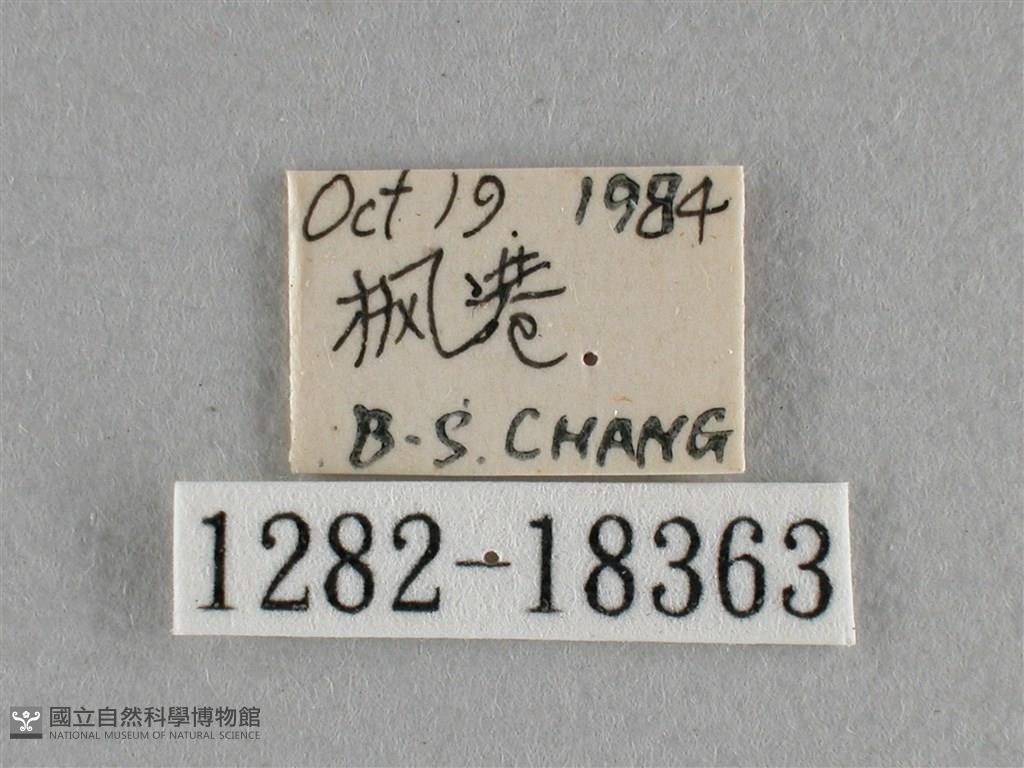 Oct 19. 1984
楓港
B.S. CHANG
1282-18363
國立自然科學博物館
NATIONAL MUSEUM OF NATURAL SCIENCE